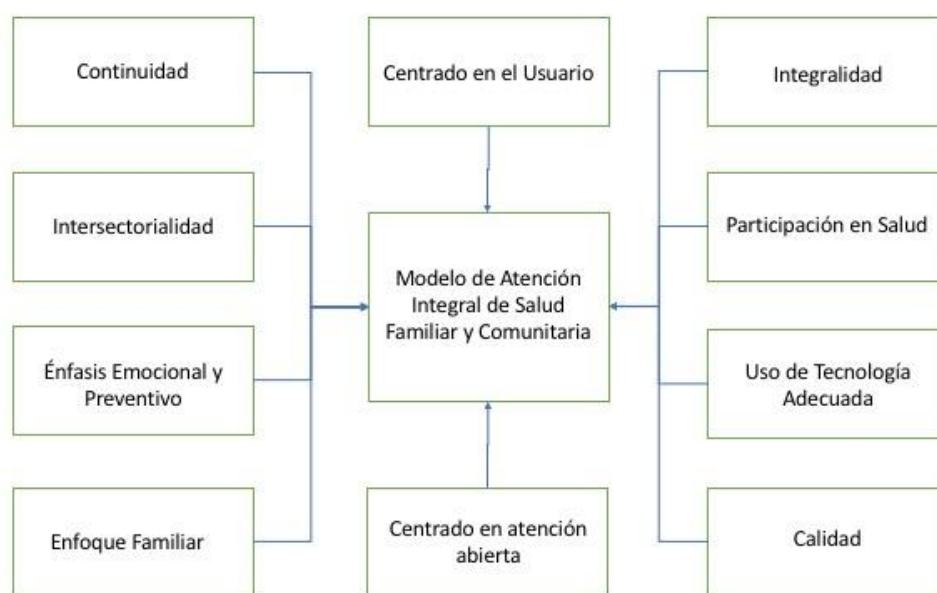 Continuidad
Centrado en el Usuario
Integralidad
Intersectorialidad
Participación en Salud
Modelo de Atención
Integral de Salud
Familiar y Comunitaria
Énfasis Emocional y
Preventivo
Uso de Tecnología
Adecuada
Enfoque Familiar
Centrado en atención
abierta
Calidad